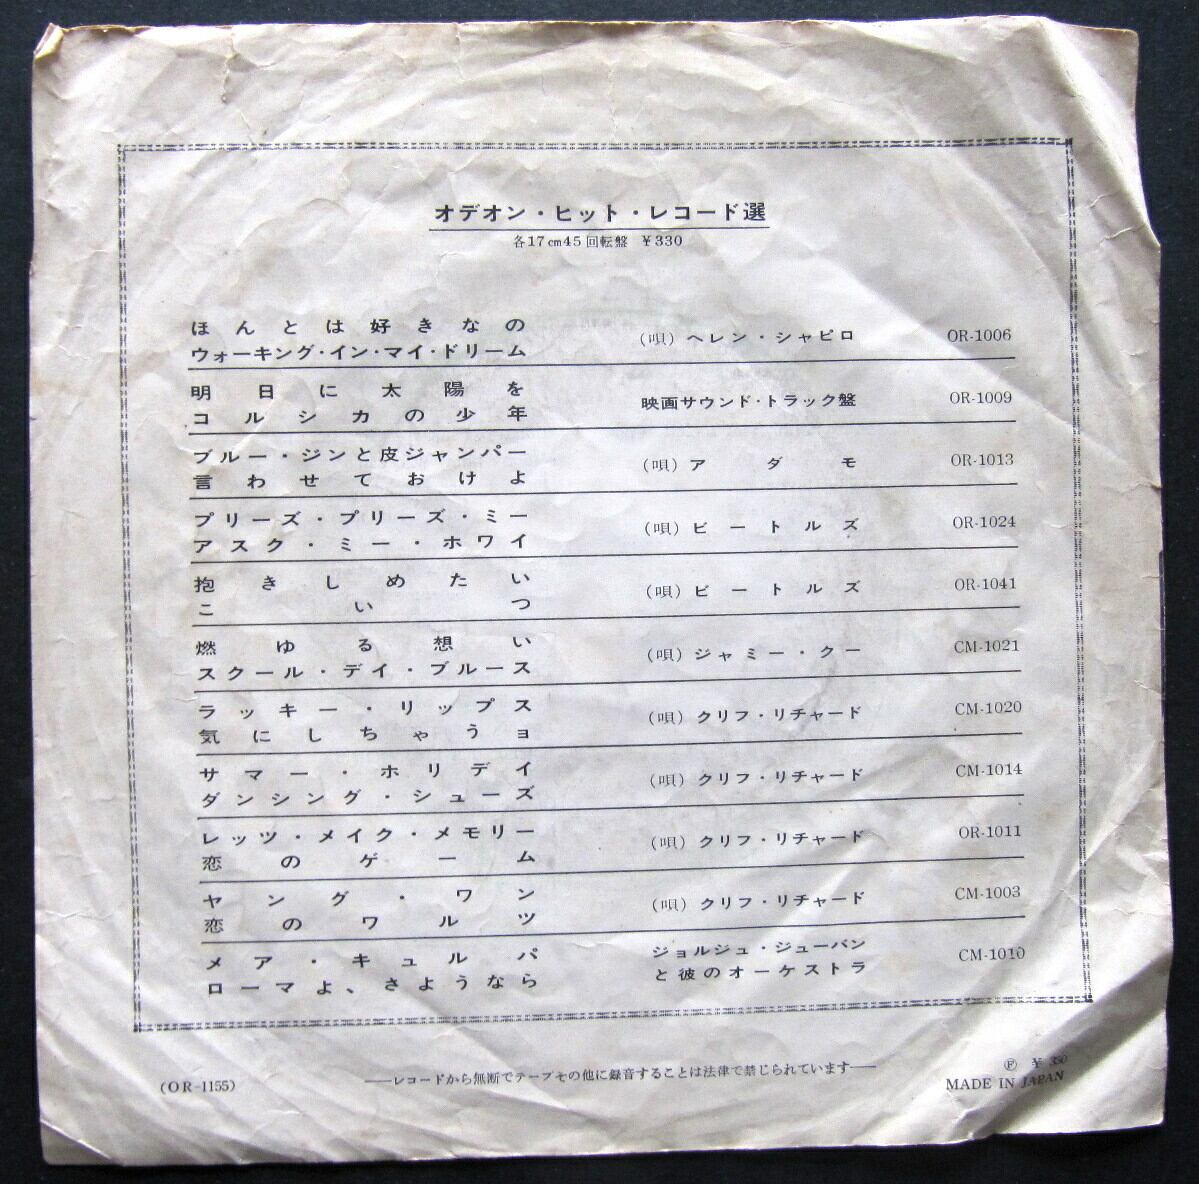 オデオン・ヒット・レコード選
各17cm45回転盤 ¥330
ほんとは好きなの
ウォーキング・イン・マイ・ドリーム
(唄) ヘレン・シャピロ
OR-1006
明日に太陽を
コルシカの少年
映画サウンド・トラック盤
OR-1009
ブルー・ジンと皮ジャンパー
言わせておけよ
(唄) アダモ
OR-1013
プリーズ・プリーズ・ミー
アスク・ミー・ホワイ
(唄) ビートルズ
OR-1024
抱きしめたい
こいつ
(唄) ビートルズ
OR-1041
燃ゆる想い
スクール・デイ・ブルース
(唄) ジャミー・クー
CM-1021
ラッキー・リップス
気にしちゃうョ
(唄) クリフ・リチャード
CM-1020
サマー・ホリデイ
ダンシング・シューズ
(唄) クリフ・リチャード
CM-1014
レッツ・メイク・メモリー
恋のゲーム
(唄) クリフ・リチャード
OR-1011
ヤング・ワン
恋のワルツ
(唄) クリフ・リチャード
CM-1003
メア・キュルパ
ローマよ、さようなら
ジョルジュ・ジューバン
と彼のオーケストラ
CM-1010
(OR-1155)
──レコードから無断でテープその他に録音することは法律で禁じられています──
Ⓟ ¥ 330
MADE IN JAPAN